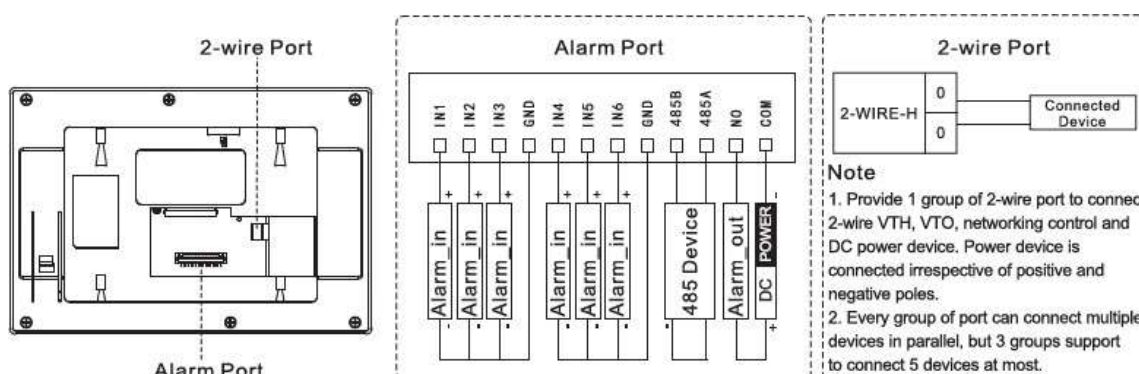 2-wire Port
Alarm Port
Alarm Port
IN1
IN2
IN3
GND
IN4
IN5
IN6
GND
485B
485A
NO
COM
+
+
+
+
+
+
-
Alarm_in
Alarm_in
Alarm_in
Alarm_in
Alarm_in
Alarm_in
485 Device
Alarm_out
DC POWER
-
-
-
-
-
-
-
+
2-wire Port
2-WIRE-H
0
0
Connected
Device
Note
1. Provide 1 group of 2-wire port to connec
2-wire VTH, VTO, networking control and
DC power device. Power device is
connected irrespective of positive and
negative poles.
2. Every group of port can connect multiple
devices in parallel, but 3 groups support
to connect 5 devices at most.